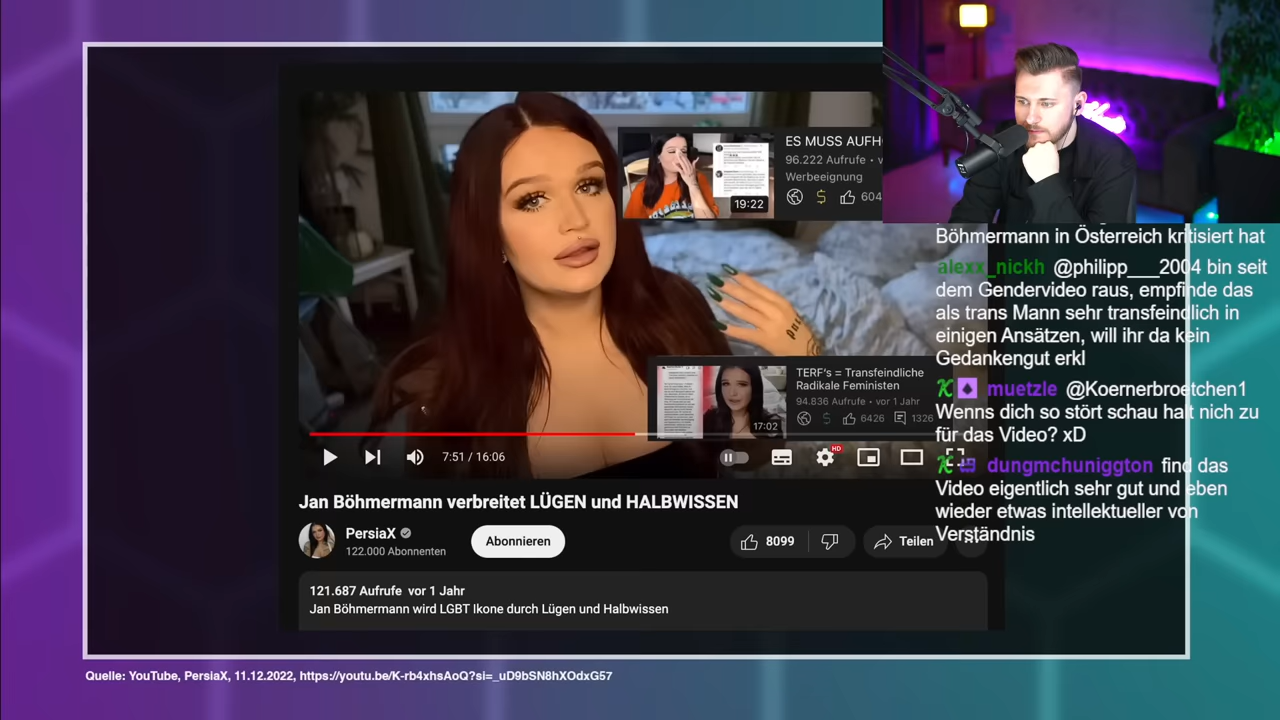 ES MUSS AUFH
96.222 Aufrufe • v
Werbeeignung
604
19:22
TERF's = Transfeindliche
Radikale Feministen
94.836 Aufrufe • vor 1 Jahr
6426
1326
17:02
7:51 / 16:06
HD
Jan Böhmermann verbreitet LÜGEN und HALBWISSEN
PersiaX
122.000 Abonnenten
Abonnieren
8099
Teilen
121.687 Aufrufe vor 1 Jahr
Jan Böhmermann wird LGBT Ikone durch Lügen und Halbwissen
Quelle: YouTube, PersiaX, 11.12.2022, https://youtu.be/K-rb4xhsAoQ?si=_uD9bSN8hXOdxG57
Böhmermann in Österreich kritisiert hat
alexx_nickh @philipp___2004 bin seit
dem Gendervideo raus, empfinde das
als trans Mann sehr transfeindlich in
einigen Ansätzen, will ihr da kein
Gedankengut erkl
muetzle @Koernerbroetchen1
Wenns dich so stört schau halt nich zu
für das Video? xD
dungmchuniggton find das
Video eigentlich sehr gut und eben
wieder etwas intellektueller von
Verständnis